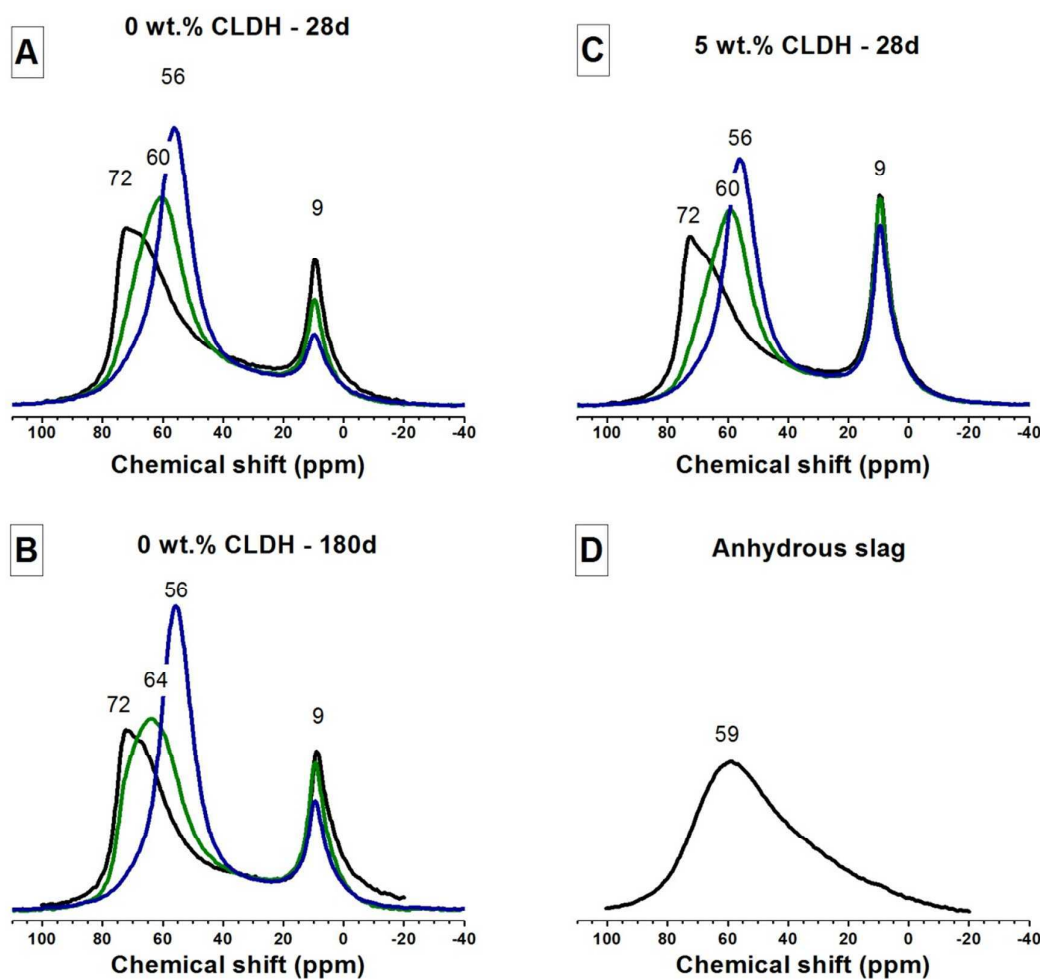 A
0 wt.% CLDH - 28d
56
60
72
9
100 80 60 40 20 0 -20 -40
Chemical shift (ppm)
C
5 wt.% CLDH - 28d
56
60
72
9
100 80 60 40 20 0 -20 -40
Chemical shift (ppm)
B
0 wt.% CLDH - 180d
56
64
72
9
100 80 60 40 20 0 -20 -40
Chemical shift (ppm)
D
Anhydrous slag
59
100 80 60 40 20 0 -20 -40
Chemical shift (ppm)